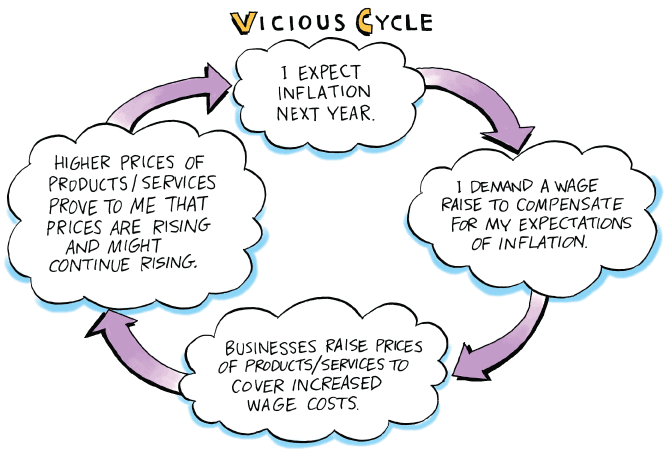 VICIOUS CYCLE
I EXPECT
INFLATION
NEXT YEAR.
I DEMAND A WAGE
RAISE TO COMPENSATE
FOR MY EXPECTATIONS
OF INFLATION.
BUSINESSES RAISE PRICES
OF PRODUCTS/SERVICES TO
COVER INCREASED
WAGE COSTS.
HIGHER PRICES OF
PRODUCTS/SERVICES
PROVE TO ME THAT
PRICES ARE RISING
AND MIGHT
CONTINUE RISING.